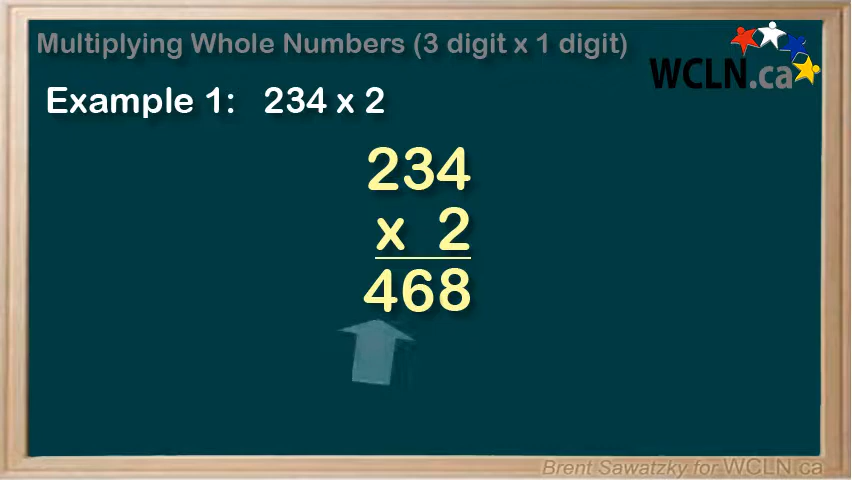 Multiplying Whole Numbers (3 digit x 1 digit)
WCLN.ca
Example 1: 234 x 2
234
x 2
468
Brent Sawatzky for WCLN.ca